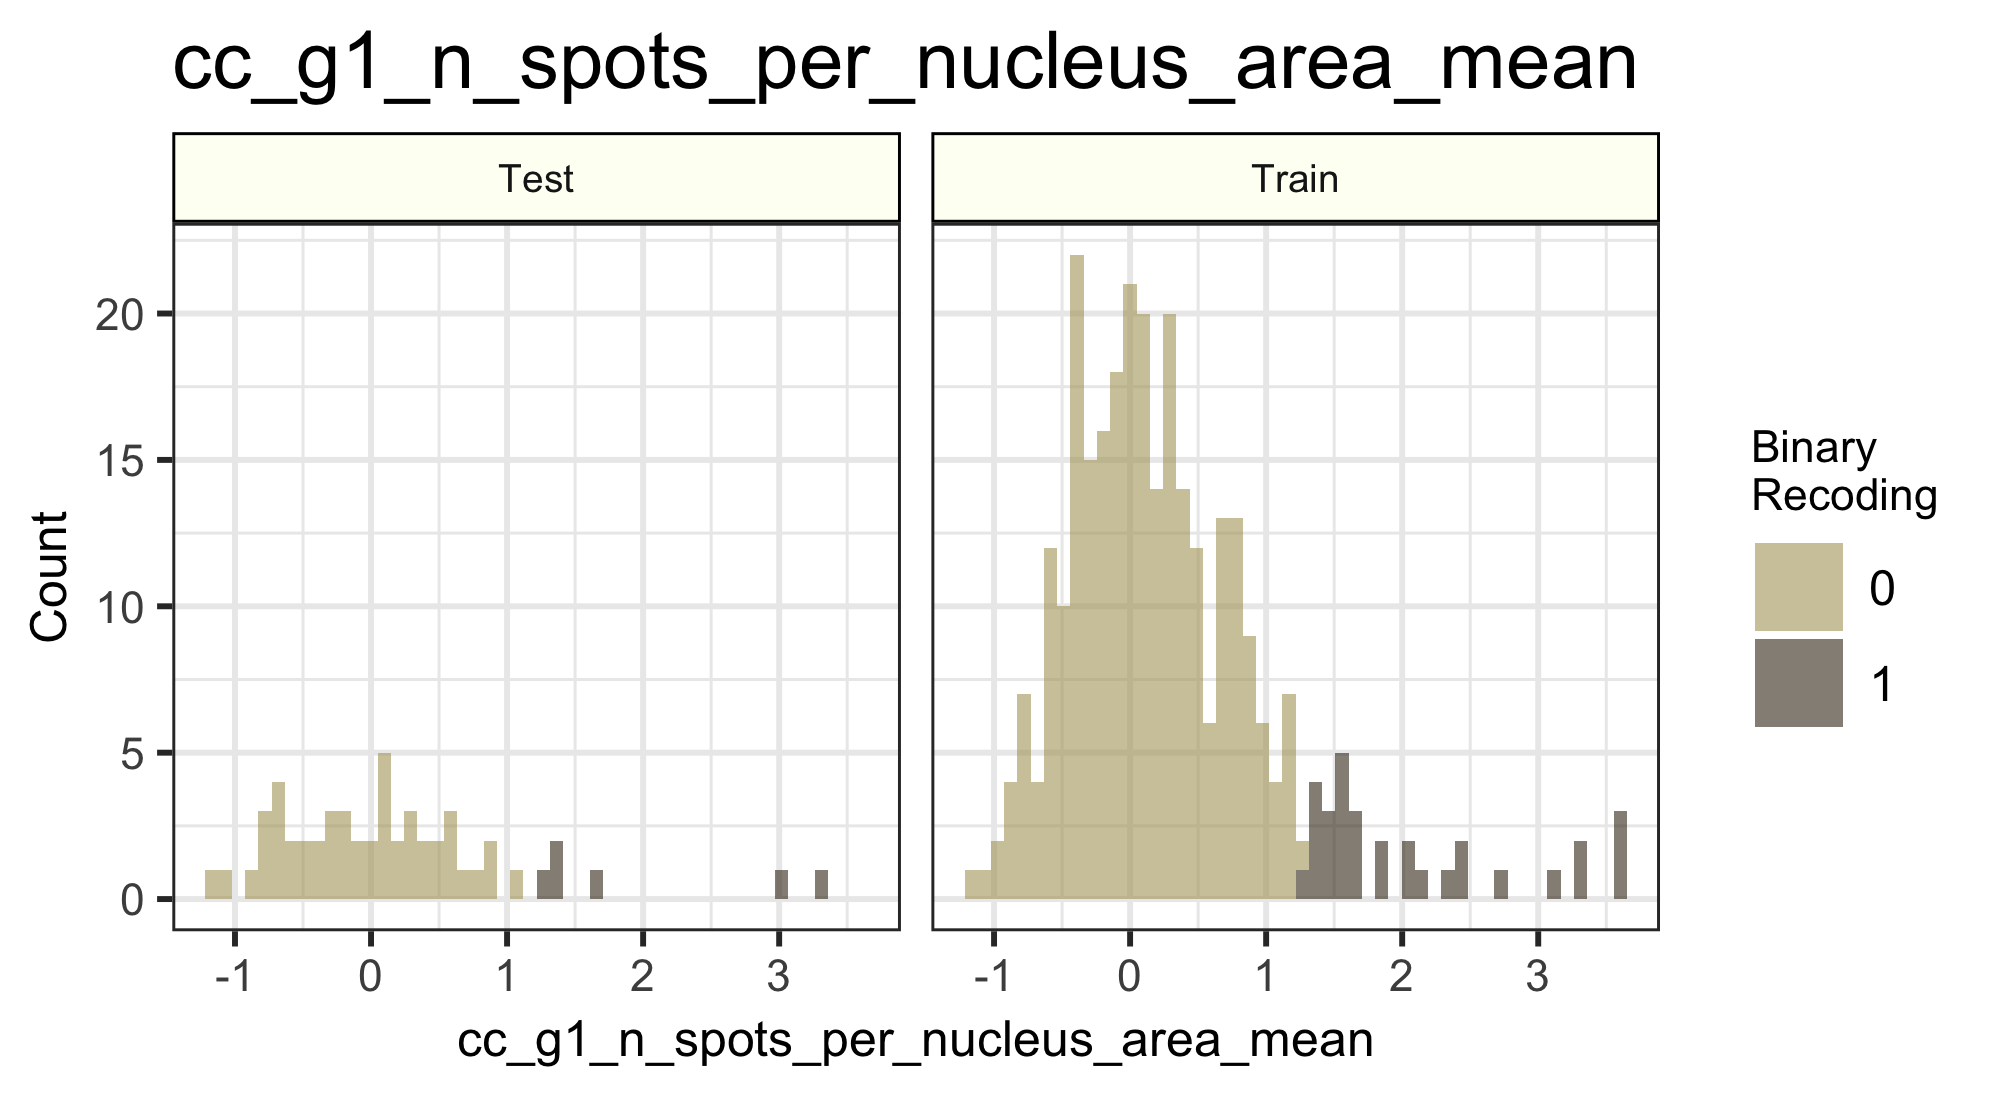 cc_g1_n_spots_per_nucleus_area_mean
Test
Train
20
15
10
5
0
Count
-1 0 1 2 3
-1 0 1 2 3
cc_g1_n_spots_per_nucleus_area_mean
Binary
Recoding
0
1